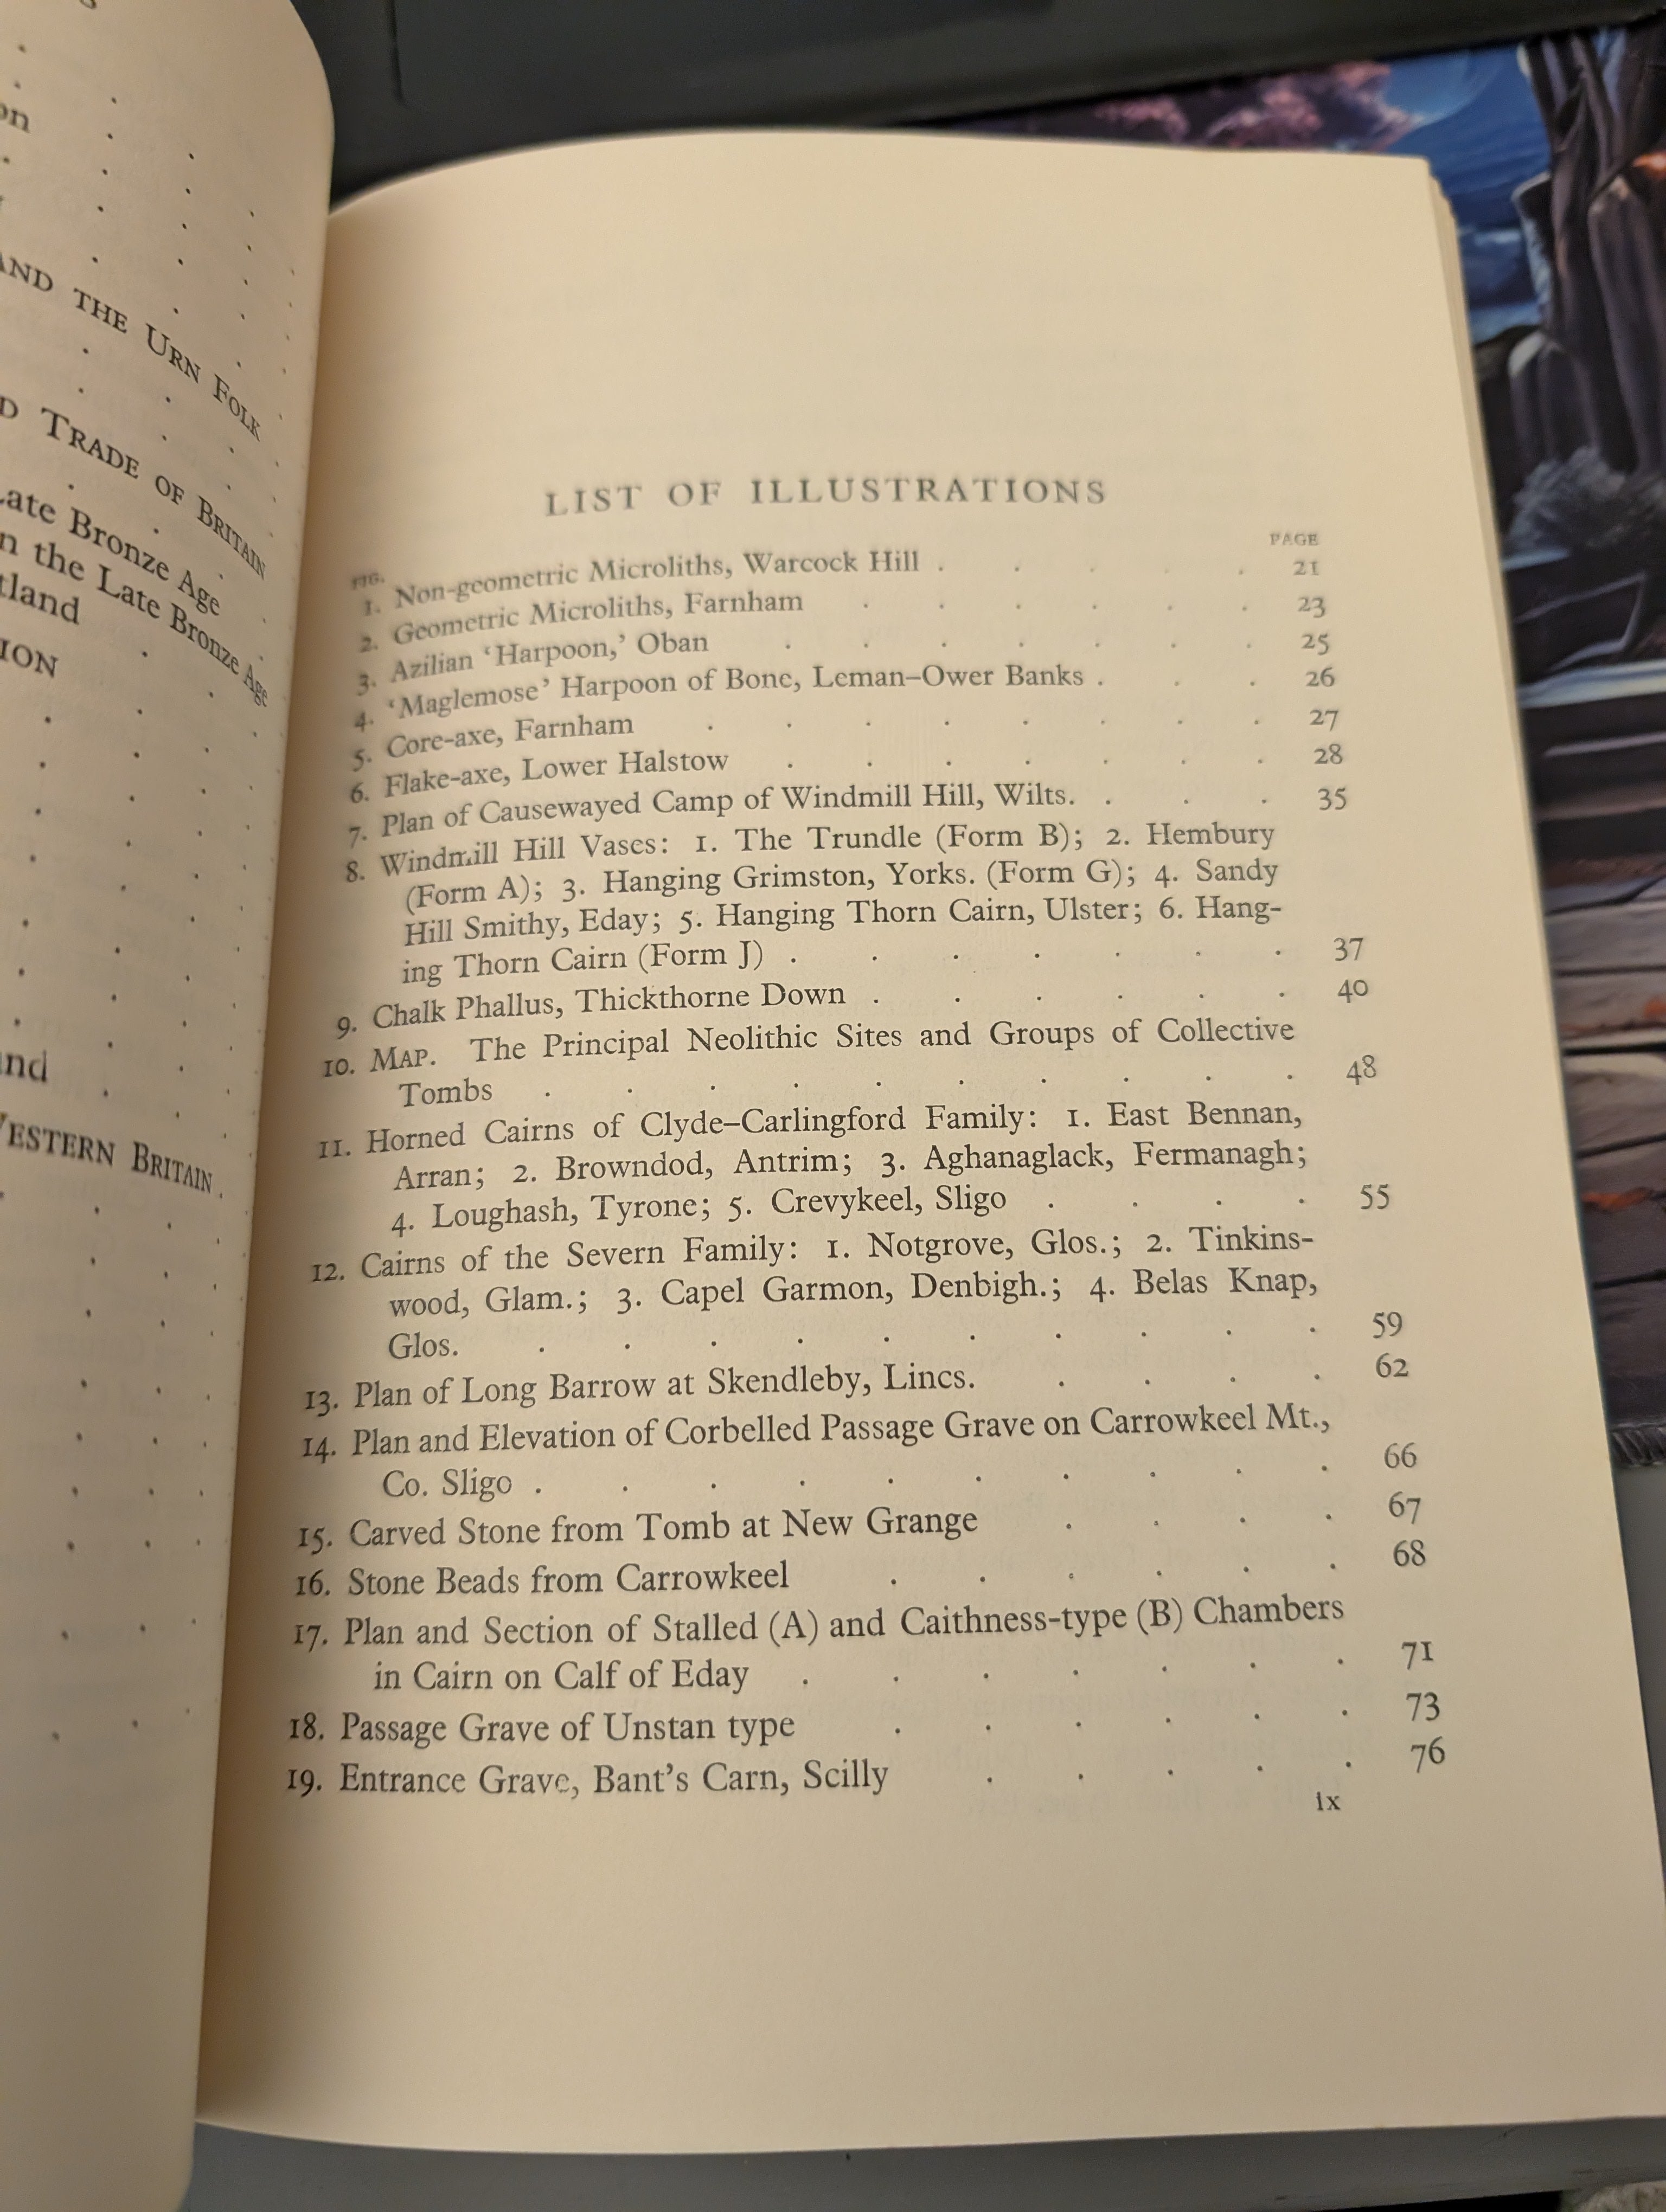 on
AND THE URN FOLK
TRADE OF BRITAIN
Late Bronze Age
n the Late Bronze Age
tland
ION
nd
WESTERN BRITAIN .
LIST OF ILLUSTRATIONS
FIG. PAGE
1. Non-geometric Microliths, Warcock Hill . . . . . 21
2. Geometric Microliths, Farnham . . . . . . 23
3. Azilian ‘Harpoon,’ Oban . . . . . . . 25
4. ‘Maglemose’ Harpoon of Bone, Leman–Ower Banks . . . 26
5. Core-axe, Farnham . . . . . . . . 27
6. Flake-axe, Lower Halstow . . . . . . . 28
7. Plan of Causewayed Camp of Windmill Hill, Wilts. . . . 35
8. Windmill Hill Vases: 1. The Trundle (Form B); 2. Hembury
(Form A); 3. Hanging Grimston, Yorks. (Form G); 4. Sandy
Hill Smithy, Eday; 5. Hanging Thorn Cairn, Ulster; 6. Hang-
ing Thorn Cairn (Form J) . . . . . . . 37
9. Chalk Phallus, Thickthorne Down . . . . . . 40
10. MAP. The Principal Neolithic Sites and Groups of Collective
Tombs . . . . . . . . . . 48
11. Horned Cairns of Clyde–Carlingford Family: 1. East Bennan,
Arran; 2. Browndod, Antrim; 3. Aghanaglack, Fermanagh;
4. Loughash, Tyrone; 5. Crevykeel, Sligo . . . . 55
12. Cairns of the Severn Family: 1. Notgrove, Glos.; 2. Tinkins-
wood, Glam.; 3. Capel Garmon, Denbigh.; 4. Belas Knap,
Glos. . . . . . . . . . . 59
13. Plan of Long Barrow at Skendleby, Lincs. . . . . 62
14. Plan and Elevation of Corbelled Passage Grave on Carrowkeel Mt.,
Co. Sligo . . . . . . . . . . 66
15. Carved Stone from Tomb at New Grange . . . . 67
16. Stone Beads from Carrowkeel . . . . . . 68
17. Plan and Section of Stalled (A) and Caithness-type (B) Chambers
in Cairn on Calf of Eday . . . . . . . 71
18. Passage Grave of Unstan type . . . . . . 73
19. Entrance Grave, Bant’s Carn, Scilly . . . . . 76
ix